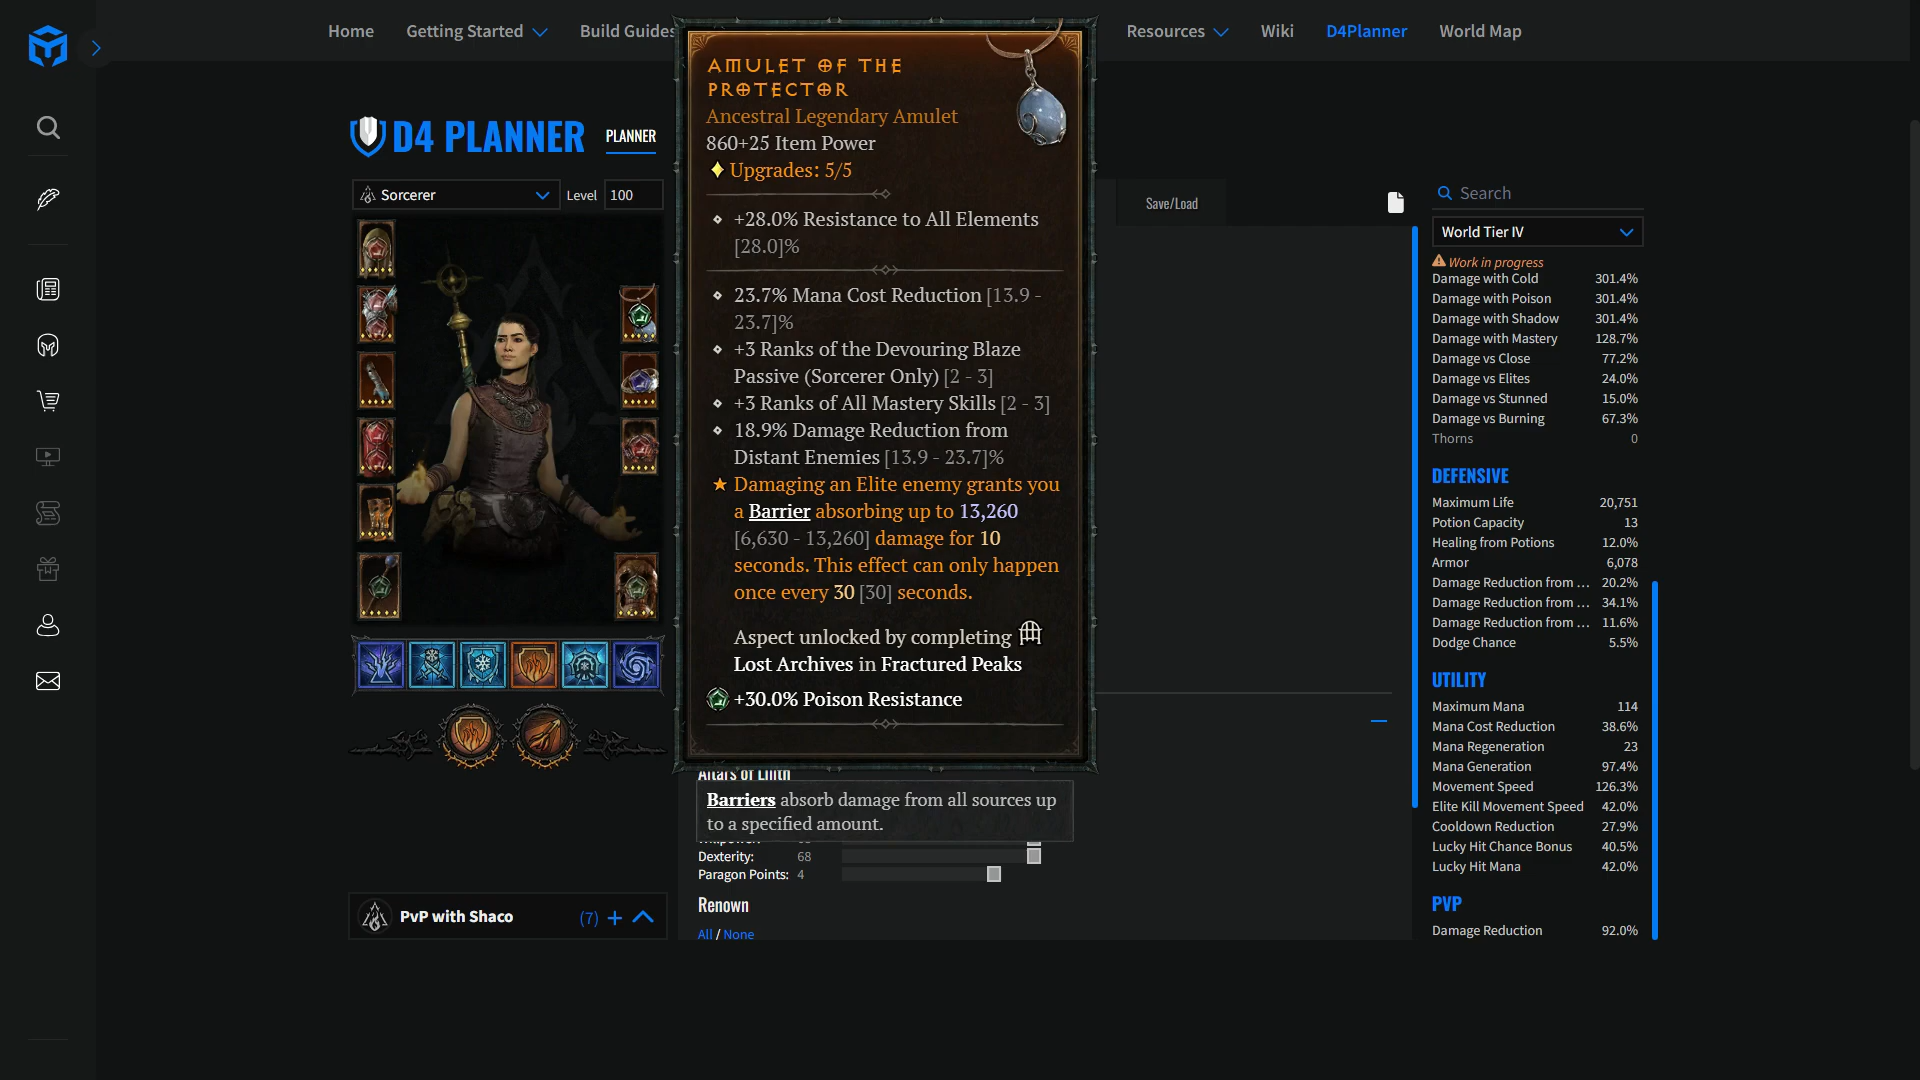 Home
Getting Started
Build Guides
Resources
Wiki
D4Planner
World Map
AMULET OF THE
PROTECTOR
Ancestral Legendary Amulet
860+25 Item Power
Upgrades: 5/5
+28.0% Resistance to All Elements
[28.0]%
23.7% Mana Cost Reduction [13.9 -
23.7]%
+3 Ranks of the Devouring Blaze
Passive (Sorcerer Only) [2 - 3]
+3 Ranks of All Mastery Skills [2 - 3]
18.9% Damage Reduction from
Distant Enemies [13.9 - 23.7]%
Damaging an Elite enemy grants you
a Barrier absorbing up to 13,260
[6,630 - 13,260] damage for 10
seconds. This effect can only happen
once every 30 [30] seconds.
Aspect unlocked by completing
Lost Archives in Fractured Peaks
+30.0% Poison Resistance
Barriers absorb damage from all sources up
to a specified amount.
D4 PLANNER
PLANNER
Sorcerer
Level 100
PvP with Shaco (7)
Save/Load
Altars of Lilith
Dexterity: 68
Paragon Points: 4
Renown
All / None
Search
World Tier IV
Work in progress
Damage with Cold 301.4%
Damage with Poison 301.4%
Damage with Shadow 301.4%
Damage with Mastery 128.7%
Damage vs Close 77.2%
Damage vs Elites 24.0%
Damage vs Stunned 15.0%
Damage vs Burning 67.3%
Thorns 0
DEFENSIVE
Maximum Life 20,751
Potion Capacity 13
Healing from Potions 12.0%
Armor 6,078
Damage Reduction from ... 20.2%
Damage Reduction from ... 34.1%
Damage Reduction from ... 11.6%
Dodge Chance 5.5%
UTILITY
Maximum Mana 114
Mana Cost Reduction 38.6%
Mana Regeneration 23
Mana Generation 97.4%
Movement Speed 126.3%
Elite Kill Movement Speed 42.0%
Cooldown Reduction 27.9%
Lucky Hit Chance Bonus 40.5%
Lucky Hit Mana 42.0%
PVP
Damage Reduction 92.0%